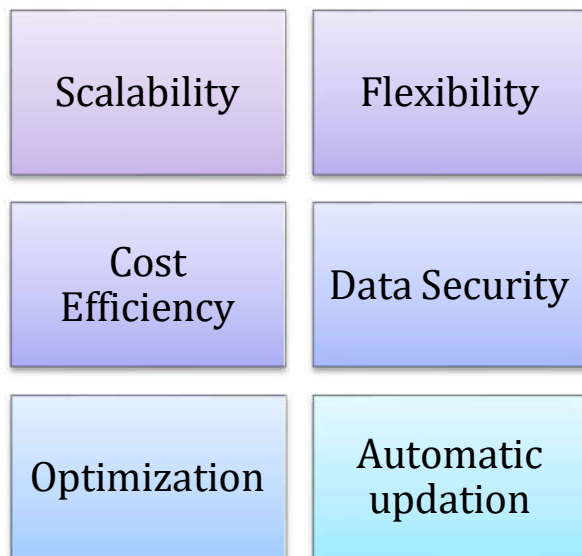 Scalability
Flexibility
Cost
Efficiency
Data Security
Optimization
Automatic
updation